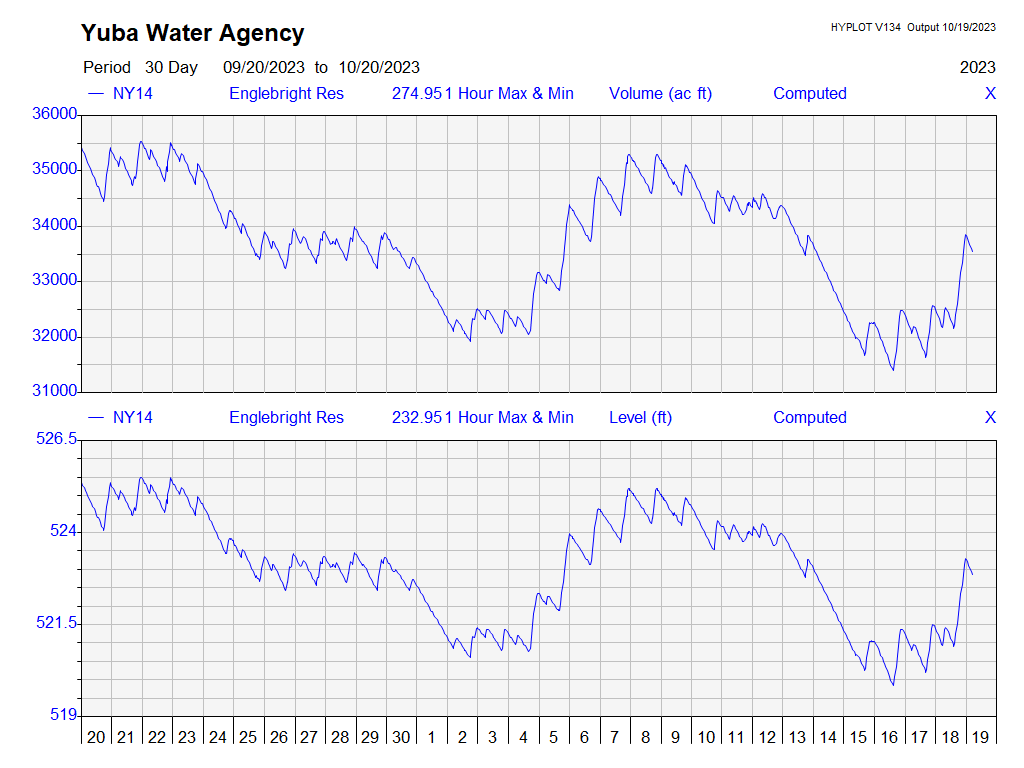 Yuba Water Agency
HYPLOT V134 Output 10/19/2023
Period 30 Day 09/20/2023 to 10/20/2023 2023
NY14 Englebright Res 274.951 Hour Max & Min Volume (ac ft) Computed X
36000
35000
34000
33000
32000
31000
NY14 Englebright Res 232.951 Hour Max & Min Level (ft) Computed X
526.5
524
521.5
519
20 21 22 23 24 25 26 27 28 29 30 1 2 3 4 5 6 7 8 9 10 11 12 13 14 15 16 17 18 19